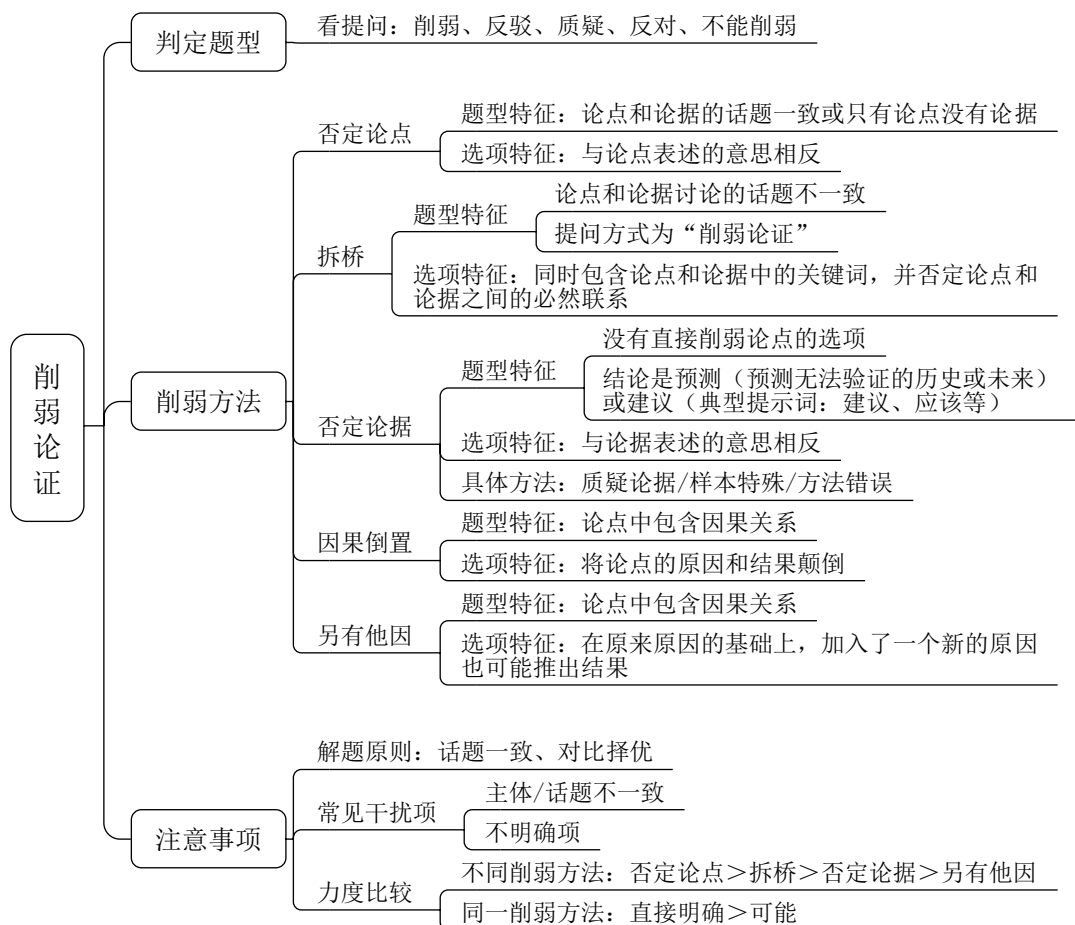 削弱论证
判定题型
看提问：削弱、反驳、质疑、反对、不能削弱
削弱方法
否定论点
题型特征：论点和论据的话题一致或只有论点没有论据
选项特征：与论点表述的意思相反
拆桥
题型特征
论点和论据讨论的话题不一致
提问方式为“削弱论证”
选项特征：同时包含论点和论据中的关键词，并否定论点和
论据之间的必然联系
否定论据
题型特征
没有直接削弱论点的选项
结论是预测（预测无法验证的历史或未来）
或建议（典型提示词：建议、应该等）
选项特征：与论据表述的意思相反
具体方法：质疑论据/样本特殊/方法错误
因果倒置
题型特征：论点中包含因果关系
选项特征：将论点的原因和结果颠倒
另有他因
题型特征：论点中包含因果关系
选项特征：在原来原因的基础上，加入了一个新的原因
也可能推出结果
注意事项
解题原则：话题一致、对比择优
常见干扰项
主体/话题不一致
不明确项
力度比较
不同削弱方法：否定论点＞拆桥＞否定论据＞另有他因
同一削弱方法：直接明确＞可能